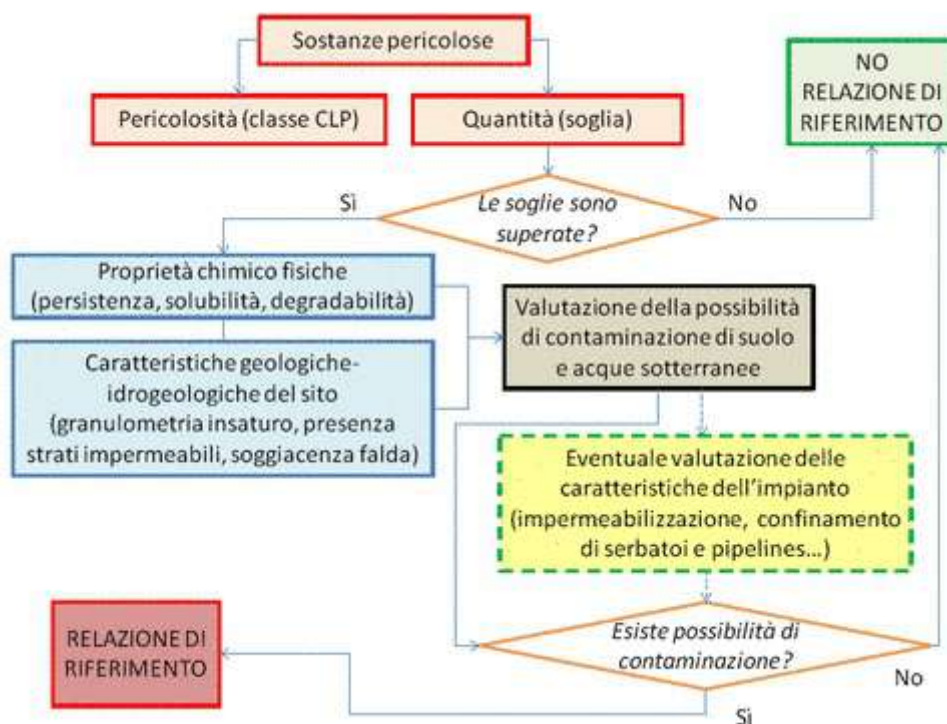 Sostanze pericolose
NO
RELAZIONE DI
RIFERIMENTO
Pericolosità (classe CLP)
Quantità (soglia)
Sì
Le soglie sono
superate?
No
Proprietà chimico fisiche
(persistenza, solubilità, degradabilità)
Valutazione della possibilità
di contaminazione di suolo
e acque sotterranee
Caratteristiche geologiche-
idrogeologiche del sito
(granulometria insaturo, presenza
strati impermeabili, soggiacenza falda)
Eventuale valutazione delle
caratteristiche dell'impianto
(impermeabilizzazione, confinamento
di serbatoi e pipelines...)
RELAZIONE DI
RIFERIMENTO
Esiste possibilità di
contaminazione?
No
Sì